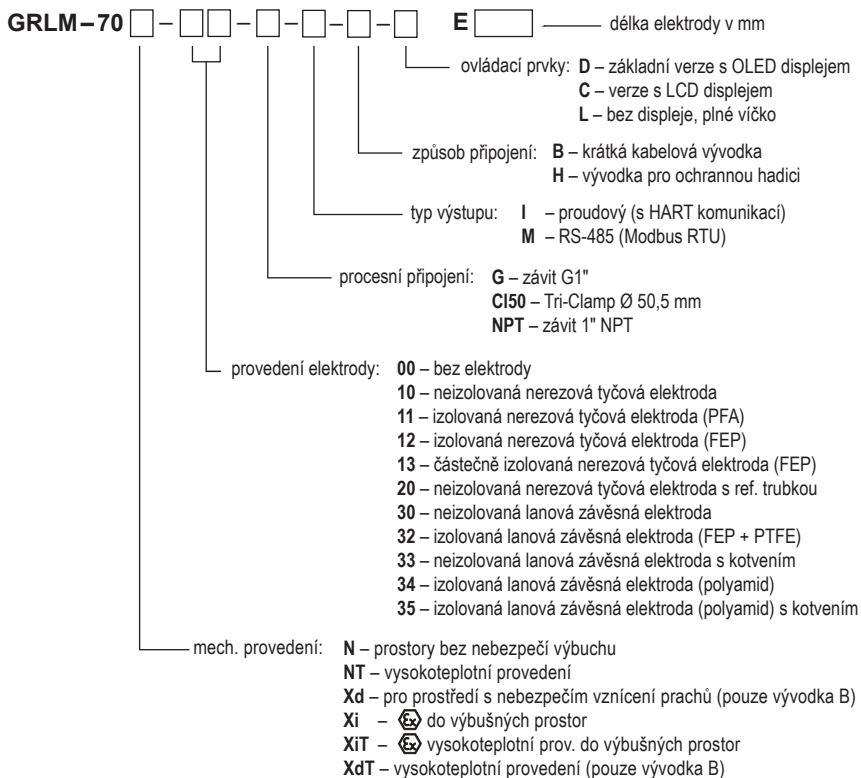 GRLM–70 – – – – – E délka elektrody v mm
ovládací prvky: D – základní verze s OLED displejem
C – verze s LCD displejem
L – bez displeje, plné víčko
způsob připojení: B – krátká kabelová vývodka
H – vývodka pro ochrannou hadici
typ výstupu: I – proudový (s HART komunikací)
M – RS-485 (Modbus RTU)
procesní připojení: G – závit G1"
Cl50 – Tri-Clamp Ø 50,5 mm
NPT – závit 1" NPT
provedení elektrody: 00 – bez elektrody
10 – neizolovaná nerezová tyčová elektroda
11 – izolovaná nerezová tyčová elektroda (PFA)
12 – izolovaná nerezová tyčová elektroda (FEP)
13 – částečně izolovaná nerezová tyčová elektroda (FEP)
20 – neizolovaná nerezová tyčová elektroda s ref. trubkou
30 – neizolovaná lanová závěsná elektroda
32 – izolovaná lanová závěsná elektroda (FEP + PTFE)
33 – neizolovaná lanová závěsná elektroda s kotvením
34 – izolovaná lanová závěsná elektroda (polyamid)
35 – izolovaná lanová závěsná elektroda (polyamid) s kotvením
mech. provedení: N – prostory bez nebezpečí výbuchu
NT – vysokoteplotní provedení
Xd – pro prostředí s nebezpečím vznícení prachů (pouze vývodka B)
Xi – Ex do výbušných prostor
XiT – Ex vysokoteplotní prov. do výbušných prostor
XdT – vysokoteplotní provedení (pouze vývodka B)